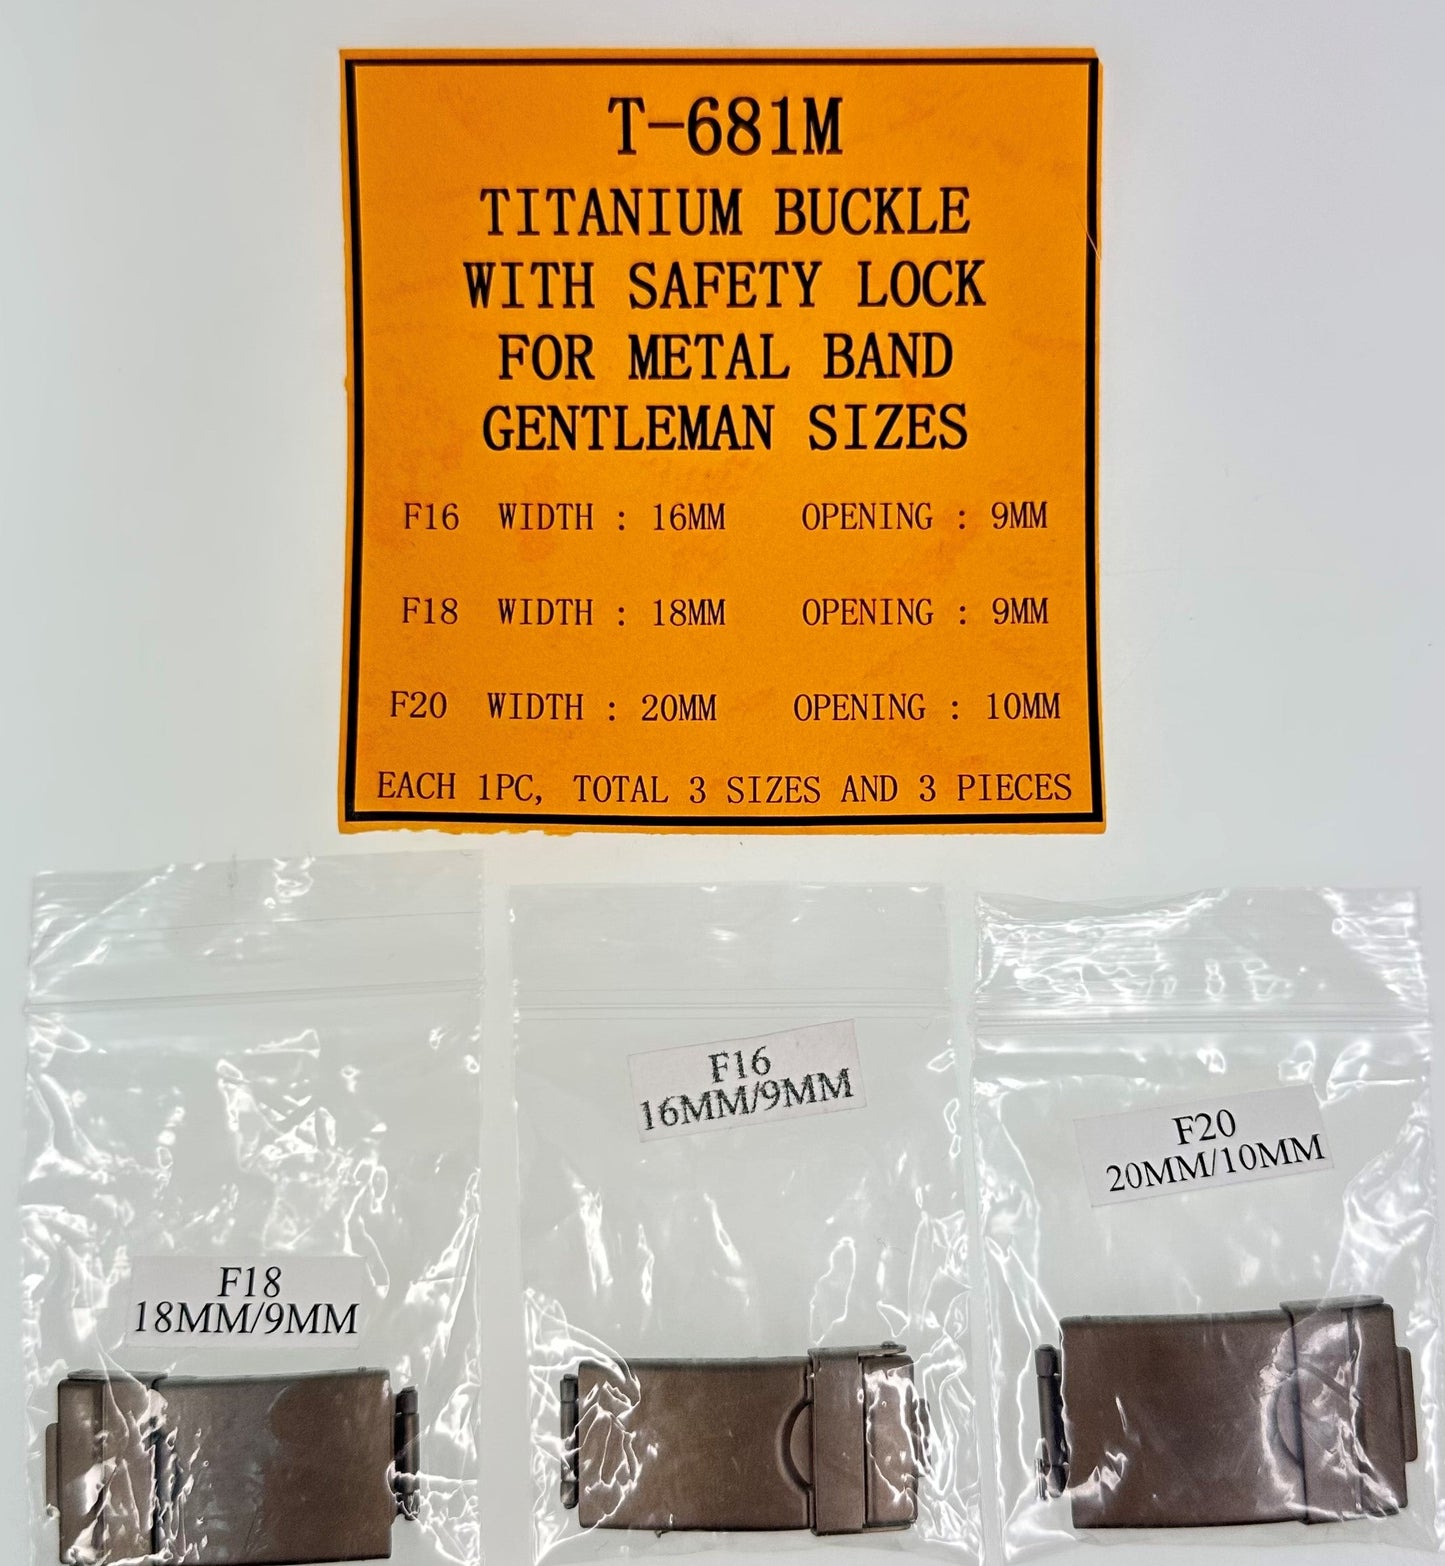 T-681M
TITANIUM BUCKLE
WITH SAFETY LOCK
FOR METAL BAND
GENTLEMAN SIZES
F16 WIDTH : 16MM OPENING : 9MM
F18 WIDTH : 18MM OPENING : 9MM
F20 WIDTH : 20MM OPENING : 10MM
EACH 1PC, TOTAL 3 SIZES AND 3 PIECES
F18
18MM/9MM
F16
16MM/9MM
F20
20MM/10MM